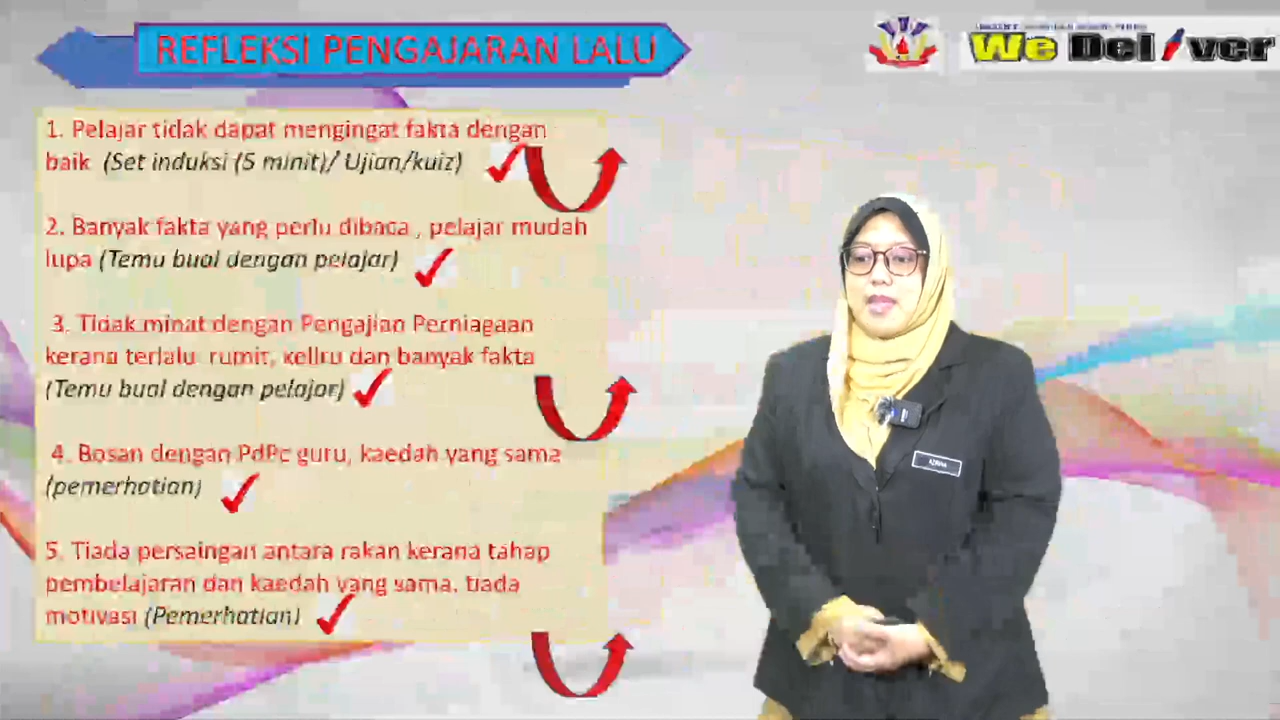 REFLEKSI PENGAJARAN LALU
We Deliver
1. Pelajar tidak dapat mengingat fakta dengan
baik (Set induksi (5 minit)/ Ujian/kuiz)
2. Banyak fakta yang perlu dibaca , pelajar mudah
lupa (Temu bual dengan pelajar)
3. Tidak minat dengan Pengajian Perniagaan
kerana terlalu rumit, keliru dan banyak fakta
(Temu bual dengan pelajar)
4. Bosan dengan PdPc guru, kaedah yang sama
(pemerhatian)
5. Tiada persaingan antara rakan kerana tahap
pembelajaran dan kaedah yang sama, tiada
motivasi (Pemerhatian)